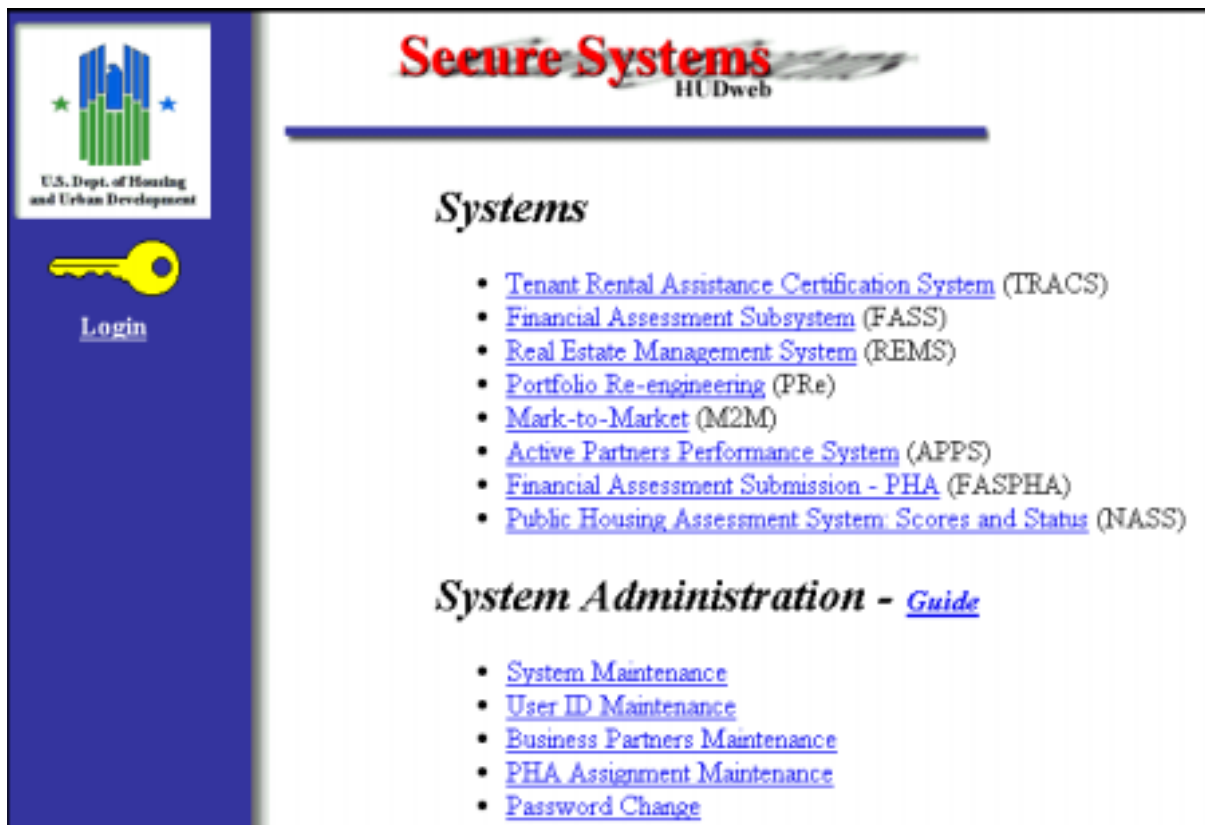 U.S. Dept. of Housing
and Urban Development
Login
Secure Systems
HUDweb
Systems
• Tenant Rental Assistance Certification System (TRACS)
• Financial Assessment Subsystem (FASS)
• Real Estate Management System (REMS)
• Portfolio Re-engineering (PRe)
• Mark-to-Market (M2M)
• Active Partners Performance System (APPS)
• Financial Assessment Submission - PHA (FASPHA)
• Public Housing Assessment System: Scores and Status (NASS)
System Administration - Guide
• System Maintenance
• User ID Maintenance
• Business Partners Maintenance
• PHA Assignment Maintenance
• Password Change